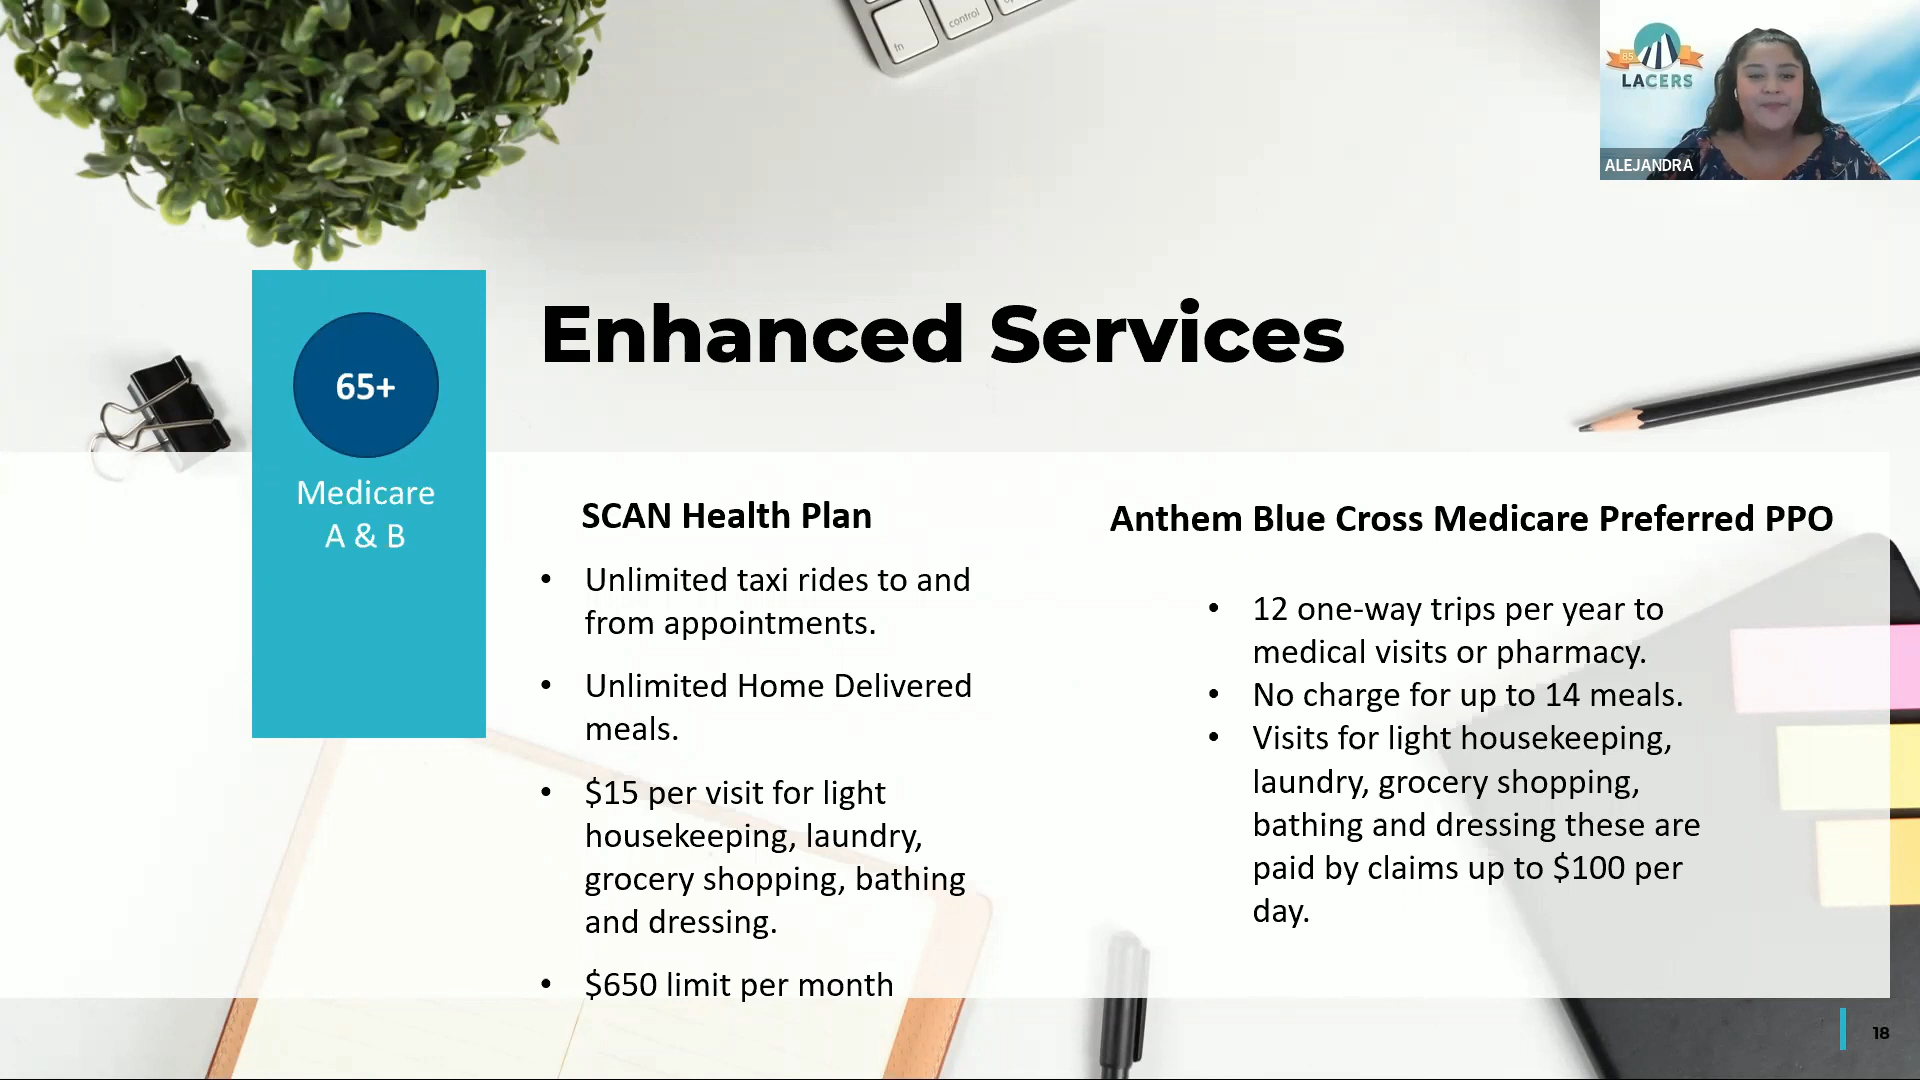 fn
control
85
LACERS
ALEJANDRA
Enhanced Services
65+
Medicare
A & B
SCAN Health Plan
• Unlimited taxi rides to and
from appointments.
• Unlimited Home Delivered
meals.
• $15 per visit for light
housekeeping, laundry,
grocery shopping, bathing
and dressing.
• $650 limit per month
Anthem Blue Cross Medicare Preferred PPO
• 12 one-way trips per year to
medical visits or pharmacy.
• No charge for up to 14 meals.
• Visits for light housekeeping,
laundry, grocery shopping,
bathing and dressing these are
paid by claims up to $100 per
day.
18